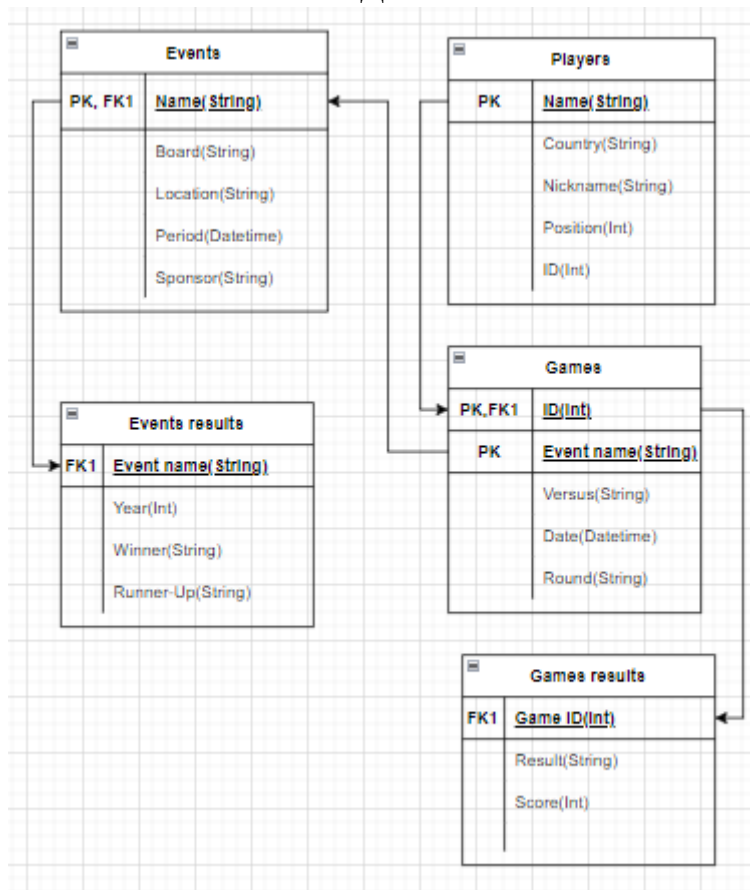 Events
PK, FK1 Name(String)
Board(String)
Location(String)
Period(Datetime)
Sponsor(String)
Players
PK Name(String)
Country(String)
Nickname(String)
Position(Int)
ID(Int)
Events results
FK1 Event name(String)
Year(Int)
Winner(String)
Runner-Up(String)
Games
PK,FK1 ID(Int)
PK Event name(String)
Versus(String)
Date(Datetime)
Round(String)
Games results
FK1 Game ID(Int)
Result(String)
Score(Int)